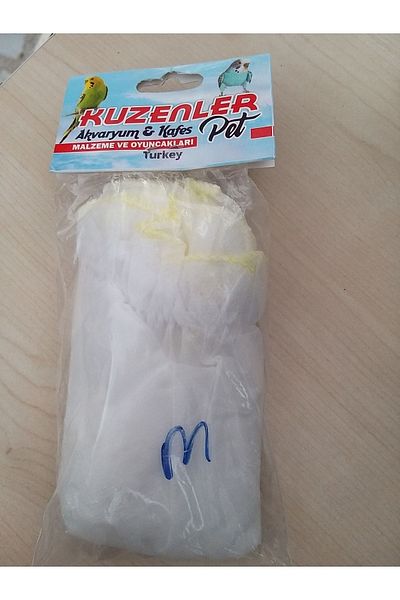 KUZENLER
Akvaryum & Kafes Pet
MALZEME VE OYUNCAKLARI
Turkey
M